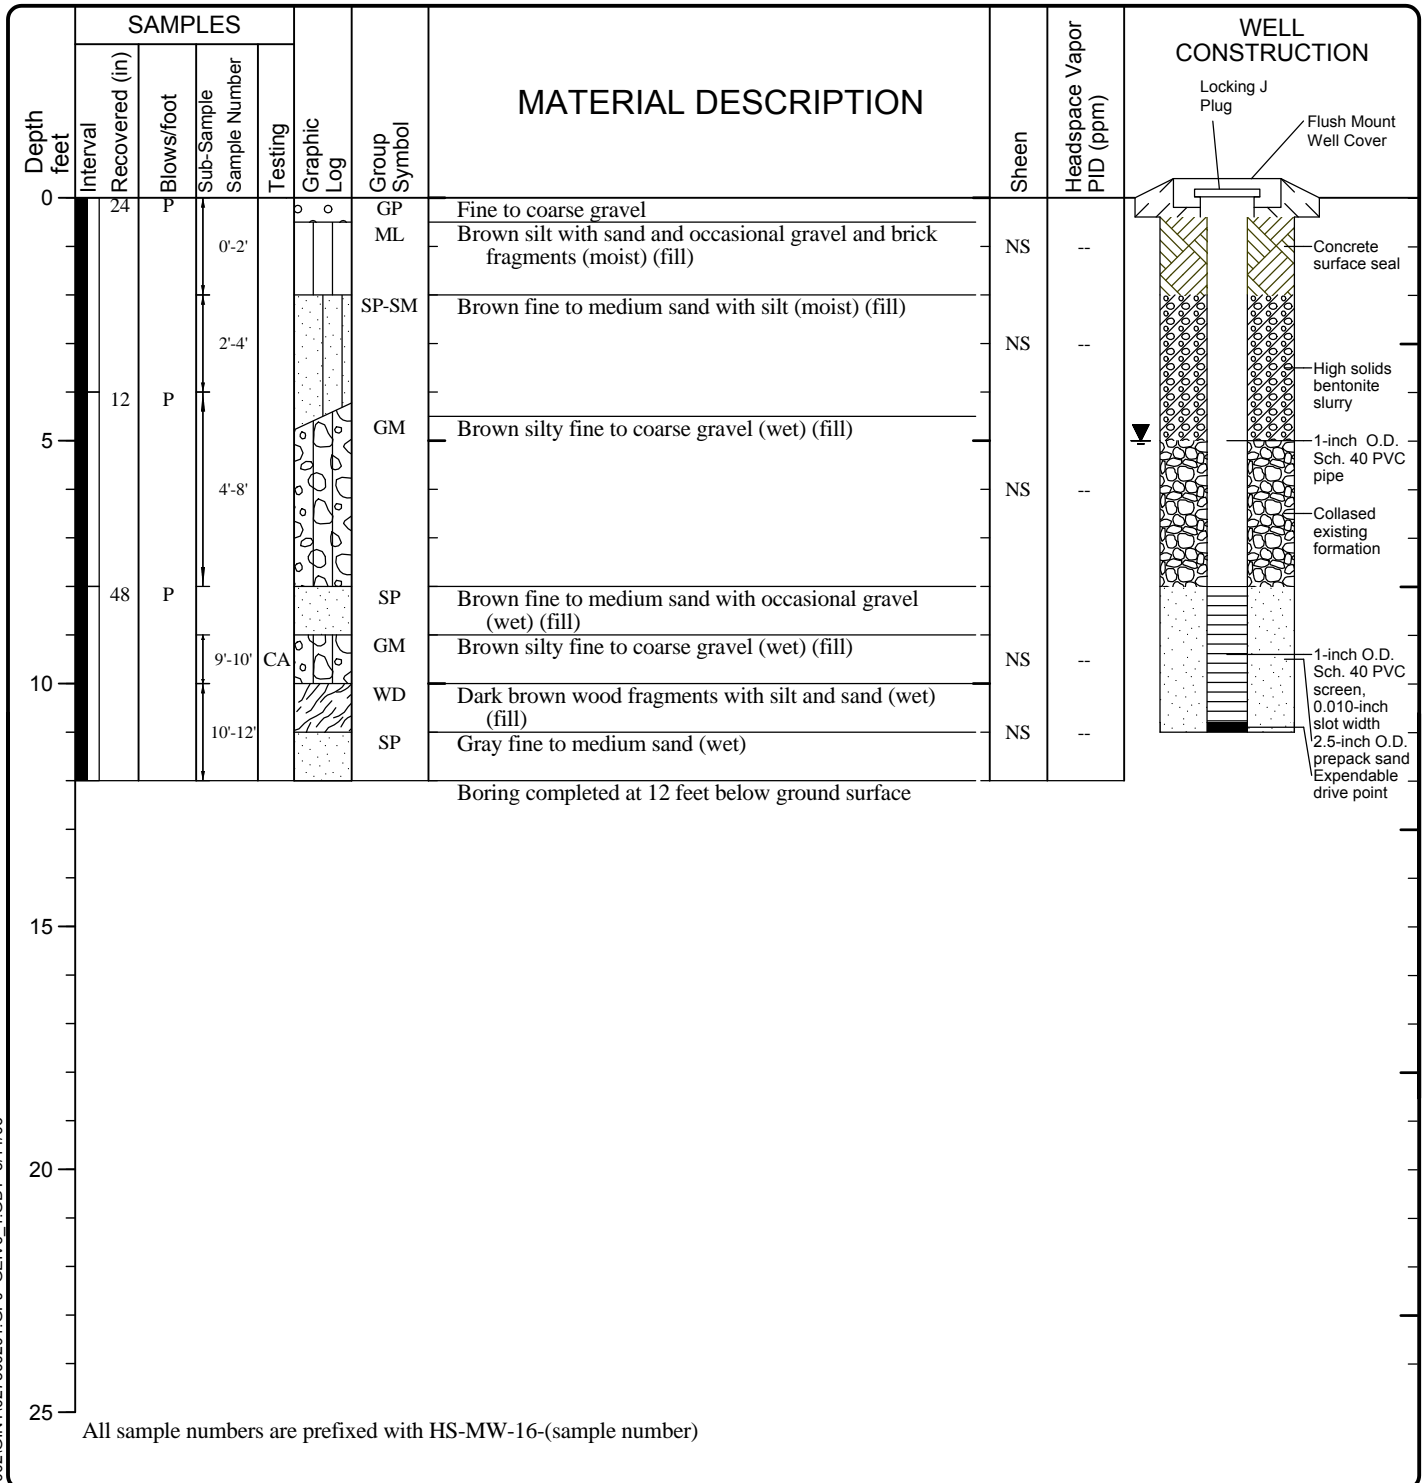 SAMPLES
Depth
feet
Interval
Recovered (in)
Blows/foot
Sub-Sample
Sample Number
Testing
Graphic
Log
Group
Symbol
MATERIAL DESCRIPTION
Sheen
Headspace Vapor
PID (ppm)
WELL
CONSTRUCTION
Locking J
Plug
Flush Mount
Well Cover
0
24 P GP Fine to coarse gravel
0'-2' ML Brown silt with sand and occasional gravel and brick
fragments (moist) (fill) NS --
Concrete
surface seal
SP-SM Brown fine to medium sand with silt (moist) (fill)
2'-4' NS --
High solids
bentonite
slurry
12 P
GM Brown silty fine to coarse gravel (wet) (fill)
5
1-inch O.D.
Sch. 40 PVC
pipe
4'-8' NS --
Collased
existing
formation
48 P SP Brown fine to medium sand with occasional gravel
(wet) (fill)
9'-10' CA GM Brown silty fine to coarse gravel (wet) (fill) NS --
1-inch O.D.
Sch. 40 PVC
screen,
0.010-inch
slot width
10
WD Dark brown wood fragments with silt and sand (wet)
(fill)
10'-12' NS --
SP Gray fine to medium sand (wet)
2.5-inch O.D.
prepack sand
Expendable
drive point
Boring completed at 12 feet below ground surface
15
20
25
All sample numbers are prefixed with HS-MW-16-(sample number)